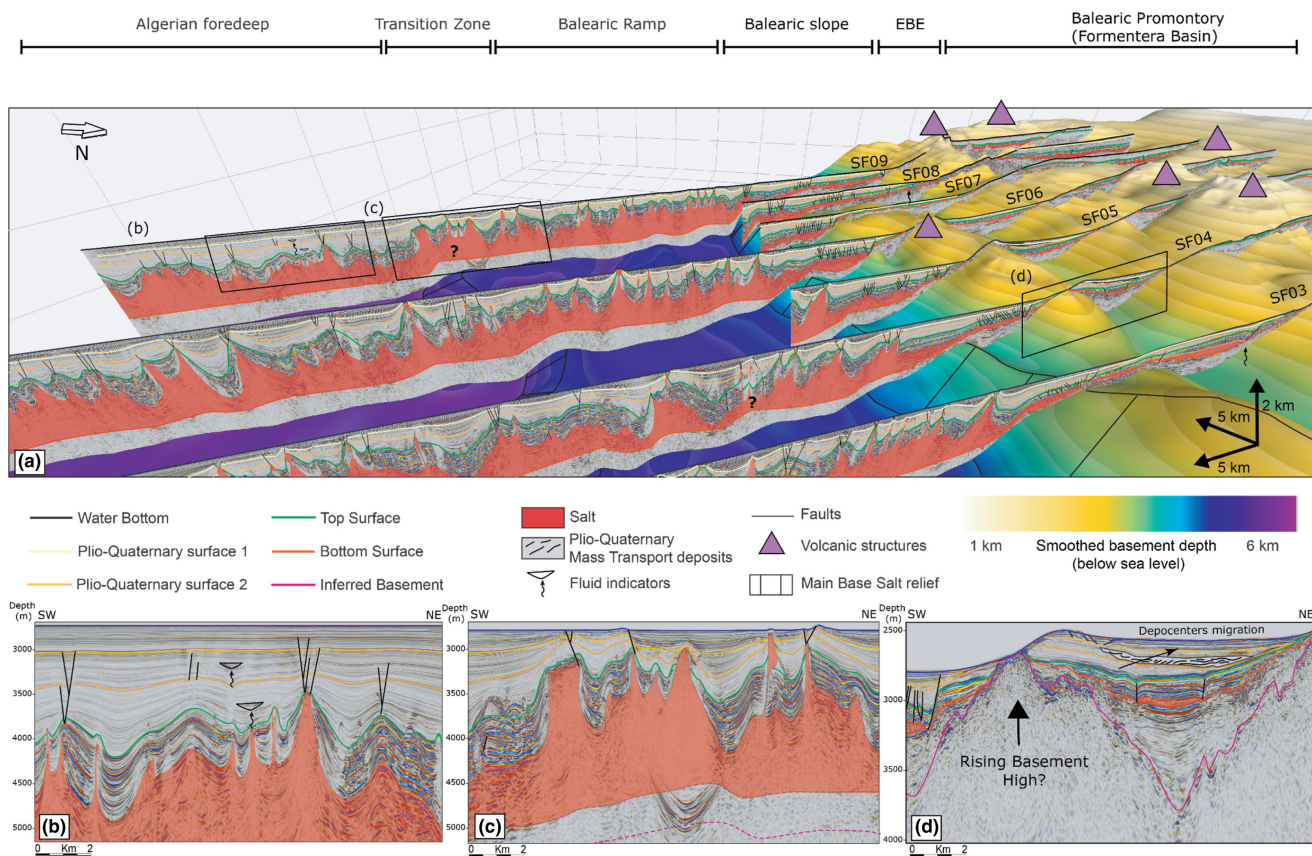 Algerian foredeep
Transition Zone
Balearic Ramp
Balearic slope
EBE
Balearic Promontory
(Formentera Basin)
N
(b)
(c)
(d)
SF09
SF08
SF07
SF06
SF05
SF04
SF03
?
?
2 km
5 km
5 km
(a)
Water Bottom
Plio-Quaternary surface 1
Plio-Quaternary surface 2
Top Surface
Bottom Surface
Inferred Basement
Salt
Plio-Quaternary
Mass Transport deposits
Fluid indicators
Faults
Volcanic structures
Main Base Salt relief
1 km
Smoothed basement depth
(below sea level)
6 km
Depth
(m)
SW
NE
3000
3500
4000
4500
5000
(b)
0 Km 2
Depth
(m)
SW
NE
3000
3500
4000
4500
5000
(c)
0 Km 2
Depth
(m)
SW
NE
2500
3000
3500
4000
Depocenters migration
Rising Basement
High?
(d)
0 Km 2